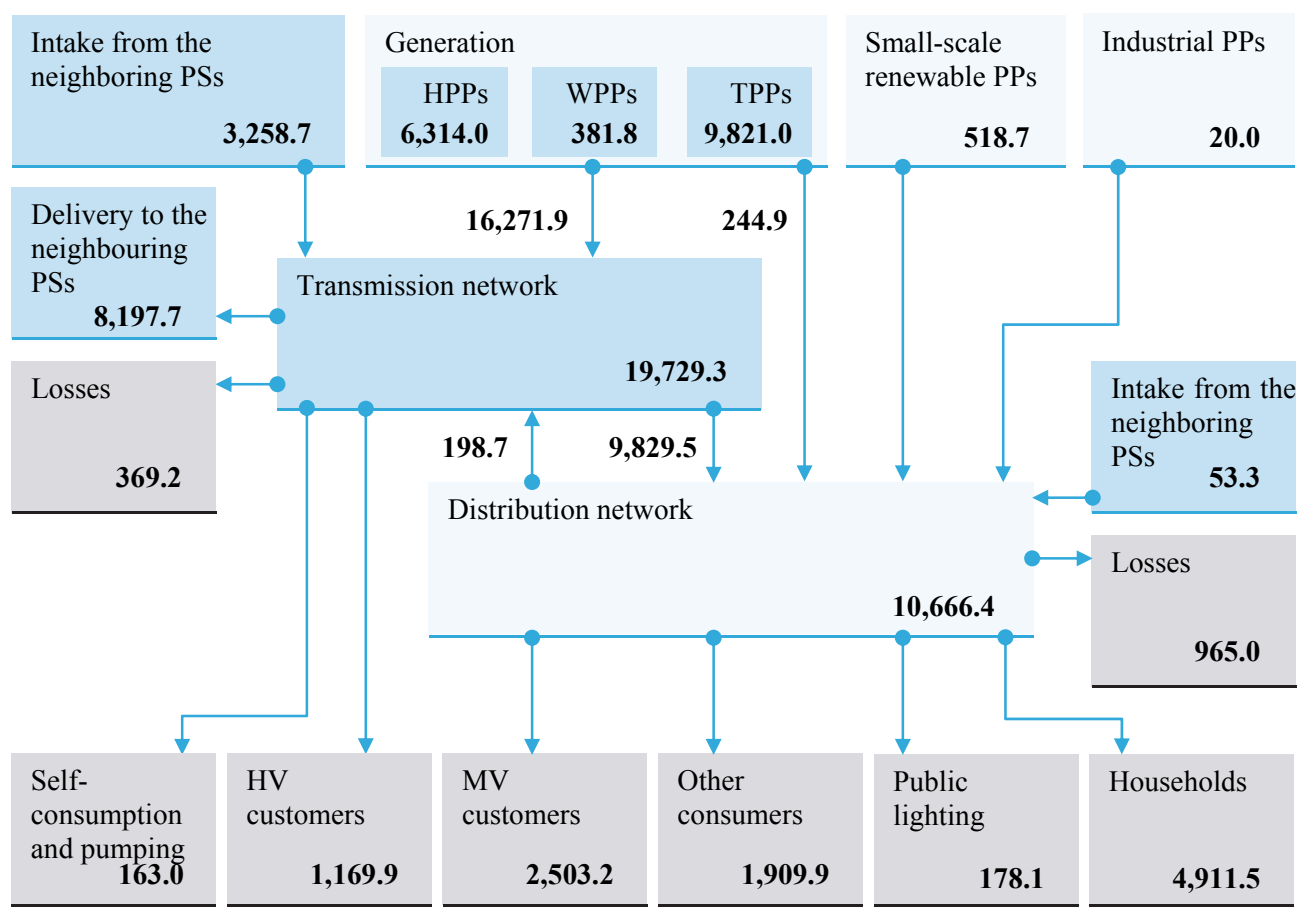 Intake from the
neighboring PSs
3,258.7
Generation
HPPs
6,314.0
WPPs
381.8
TPPs
9,821.0
Small-scale
renewable PPs
518.7
Industrial PPs
20.0
Delivery to the
neighbouring
PSs
8,197.7
16,271.9
244.9
Transmission network
19,729.3
Losses
369.2
198.7
9,829.5
Intake from the
neighboring
PSs
53.3
Distribution network
10,666.4
Losses
965.0
Self-
consumption
and pumping
163.0
HV
customers
1,169.9
MV
customers
2,503.2
Other
consumers
1,909.9
Public
lighting
178.1
Households
4,911.5